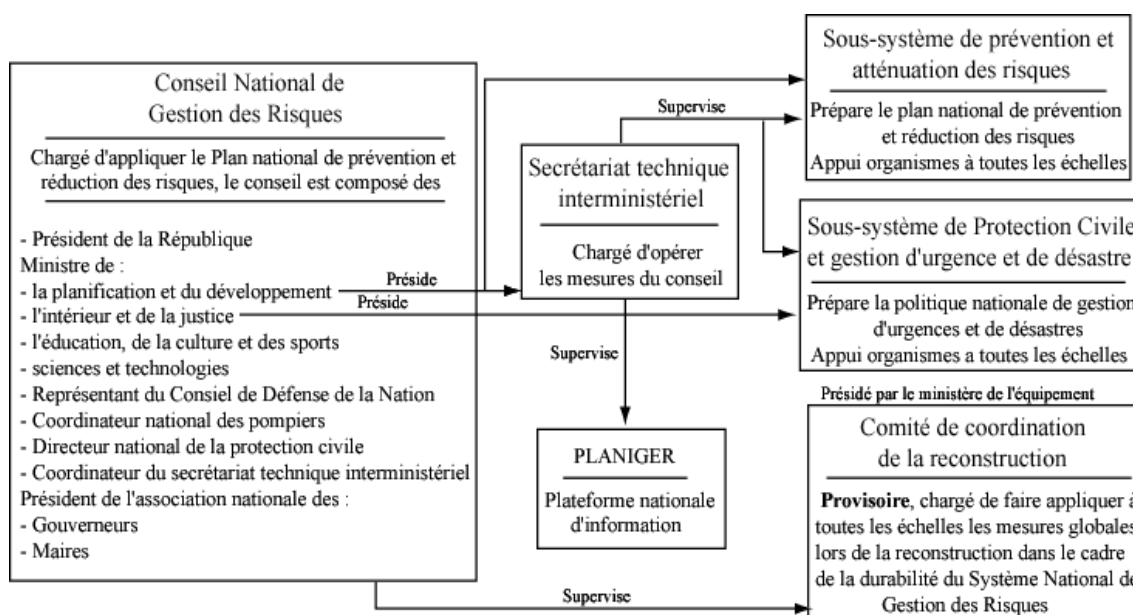 Conseil National de
Gestion des Risques
Chargé d'appliquer le Plan national de prévention et
réduction des risques, le conseil est composé des
- Président de la République
Ministre de :
- la planification et du développement
- l'intérieur et de la justice
- l'éducation, de la culture et des sports
- sciences et technologies
- Représentant du Consiel de Défense de la Nation
- Coordinateur national des pompiers
- Directeur national de la protection civile
- Coordinateur du secrétariat technique interministériel
Président de l'association nationale des :
- Gouverneurs
- Maires
Préside
Préside
Supervise
Secrétariat technique
interministériel
Chargé d'opérer
les mesures du conseil
Supervise
PLANIGER
Plateforme nationale
d'information
Supervise
Sous-système de prévention et
atténuation des risques
Prépare le plan national de prévention
et réduction des risques
Appui organismes à toutes les échelles
Sous-système de Protection Civile
et gestion d'urgence et de désastre
Prépare la politique nationale de gestion
d'urgences et de désastres
Appui organismes a toutes les échelles
Présidé par le ministère de l'équipement
Comité de coordination
de la reconstruction
Provisoire, chargé de faire appliquer à
toutes les échelles les mesures globales
lors de la reconstruction dans le cadre
de la durabilité du Système National de
Gestion des Risques